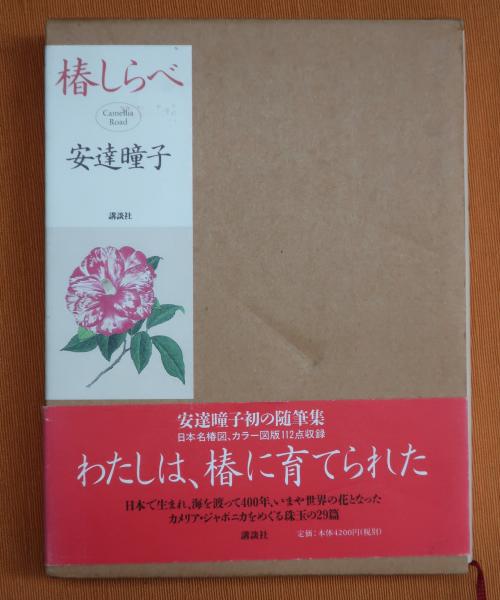 椿しらべ
Camellia
Road
安達曈子
講談社
安達曈子初の随筆集
日本名椿図、カラー図版112点収録
わたしは、椿に育てられた
日本で生まれ、海を渡って400年、いまや世界の花となった
カメリア・ジャポニカをめぐる珠玉の29篇
講談社
定価:本体4200円(税別)